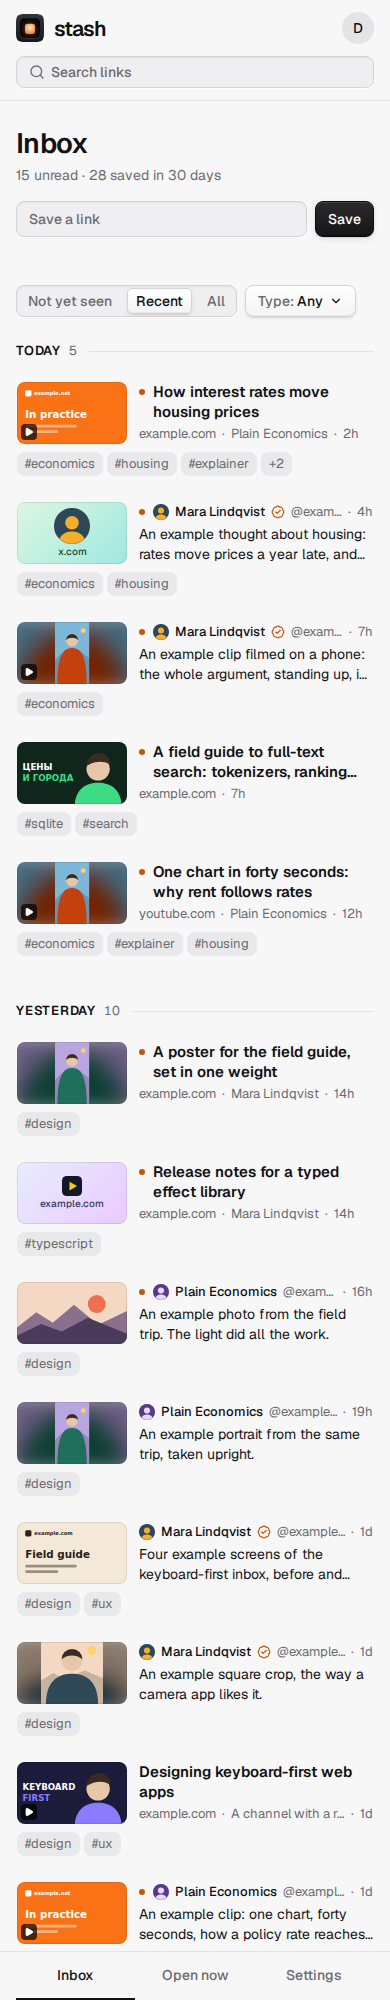 stash
D
Search links
Inbox
15 unread · 28 saved in 30 days
Save a link
Save
Not yet seen
Recent
All
Type: Any
TODAY 5
example.net
In practice
How interest rates move
housing prices
example.com · Plain Economics · 2h
#economics
#housing
#explainer
+2
x.com
Mara Lindqvist @exam… · 4h
An example thought about housing:
rates move prices a year late, and…
#economics
#housing
Mara Lindqvist @exam… · 7h
An example clip filmed on a phone:
the whole argument, standing up, i…
#economics
ЦЕНЫ
И ГОРОДА
A field guide to full-text
search: tokenizers, ranking…
example.com · 7h
#sqlite
#search
One chart in forty seconds:
why rent follows rates
youtube.com · Plain Economics · 12h
#economics
#explainer
#housing
YESTERDAY 10
A poster for the field guide,
set in one weight
example.com · Mara Lindqvist · 14h
#design
example.com
Release notes for a typed
effect library
example.com · Mara Lindqvist · 14h
#typescript
Plain Economics @exam… · 16h
An example photo from the field
trip. The light did all the work.
#design
Plain Economics @example… · 19h
An example portrait from the same
trip, taken upright.
#design
example.com
Field guide
Mara Lindqvist @example… · 1d
Four example screens of the
keyboard-first inbox, before and…
#design
#ux
Mara Lindqvist @example… · 1d
An example square crop, the way a
camera app likes it.
#design
KEYBOARD
FIRST
Designing keyboard-first web
apps
example.com · A channel with a r… · 1d
#design
#ux
example.net
In practice
Plain Economics @exampl… · 1d
An example clip: one chart, forty
seconds, how a policy rate reaches…
Inbox
Open now
Settings